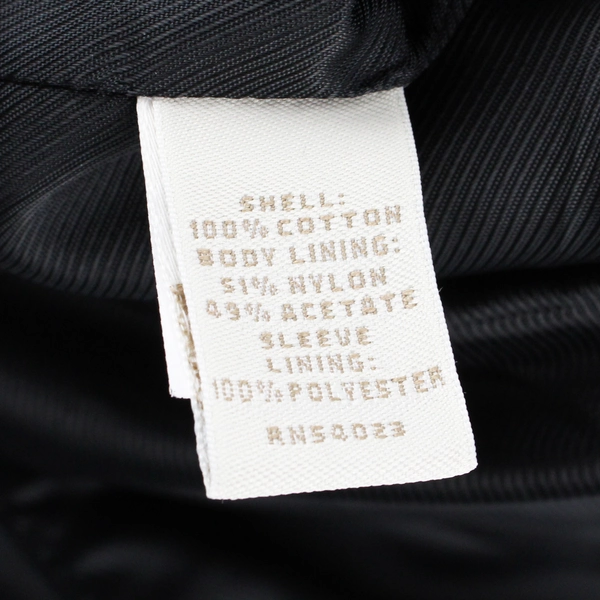 SHELL:
100% COTTON
BODY LINING:
51% NYLON
49% ACETATE
SLEEVE
LINING:
100% POLYESTER
RN54023